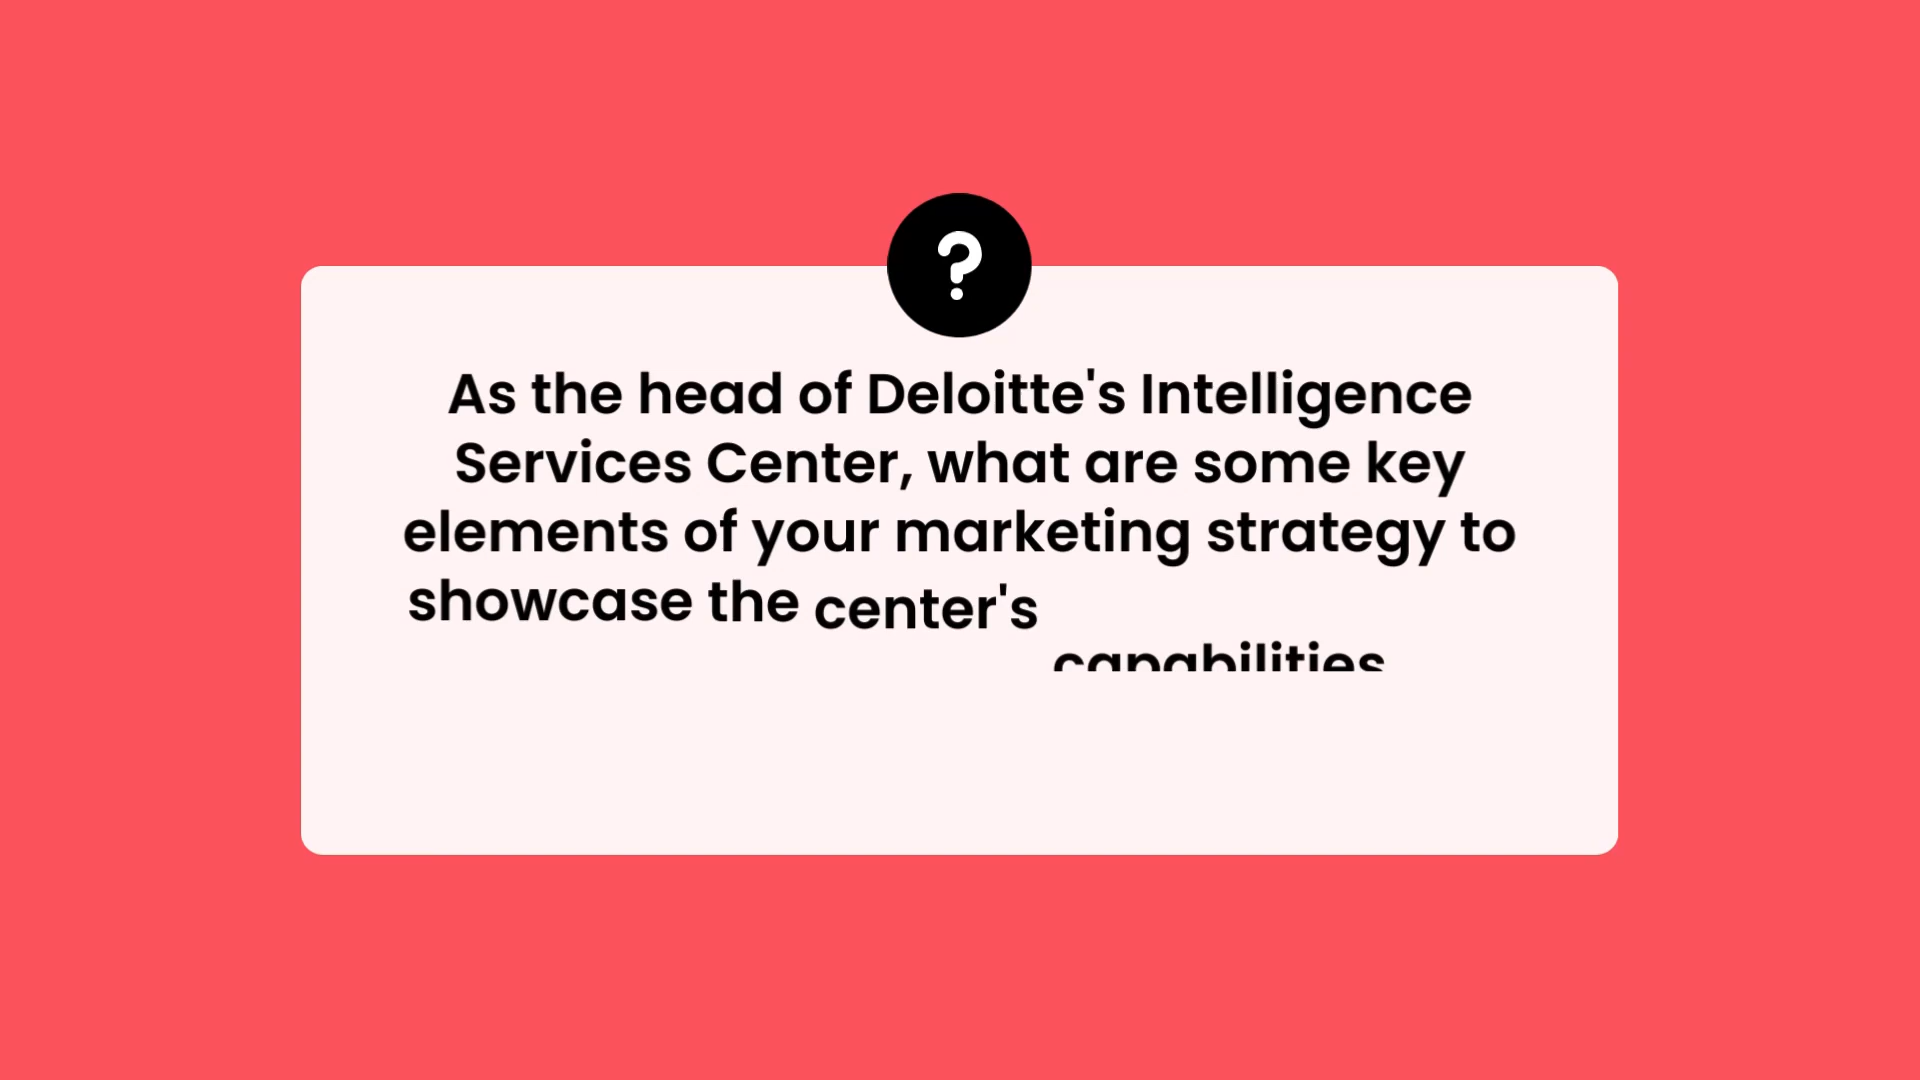 ?
As the head of Deloitte's Intelligence
Services Center, what are some key
elements of your marketing strategy to
showcase the center's
capabilities